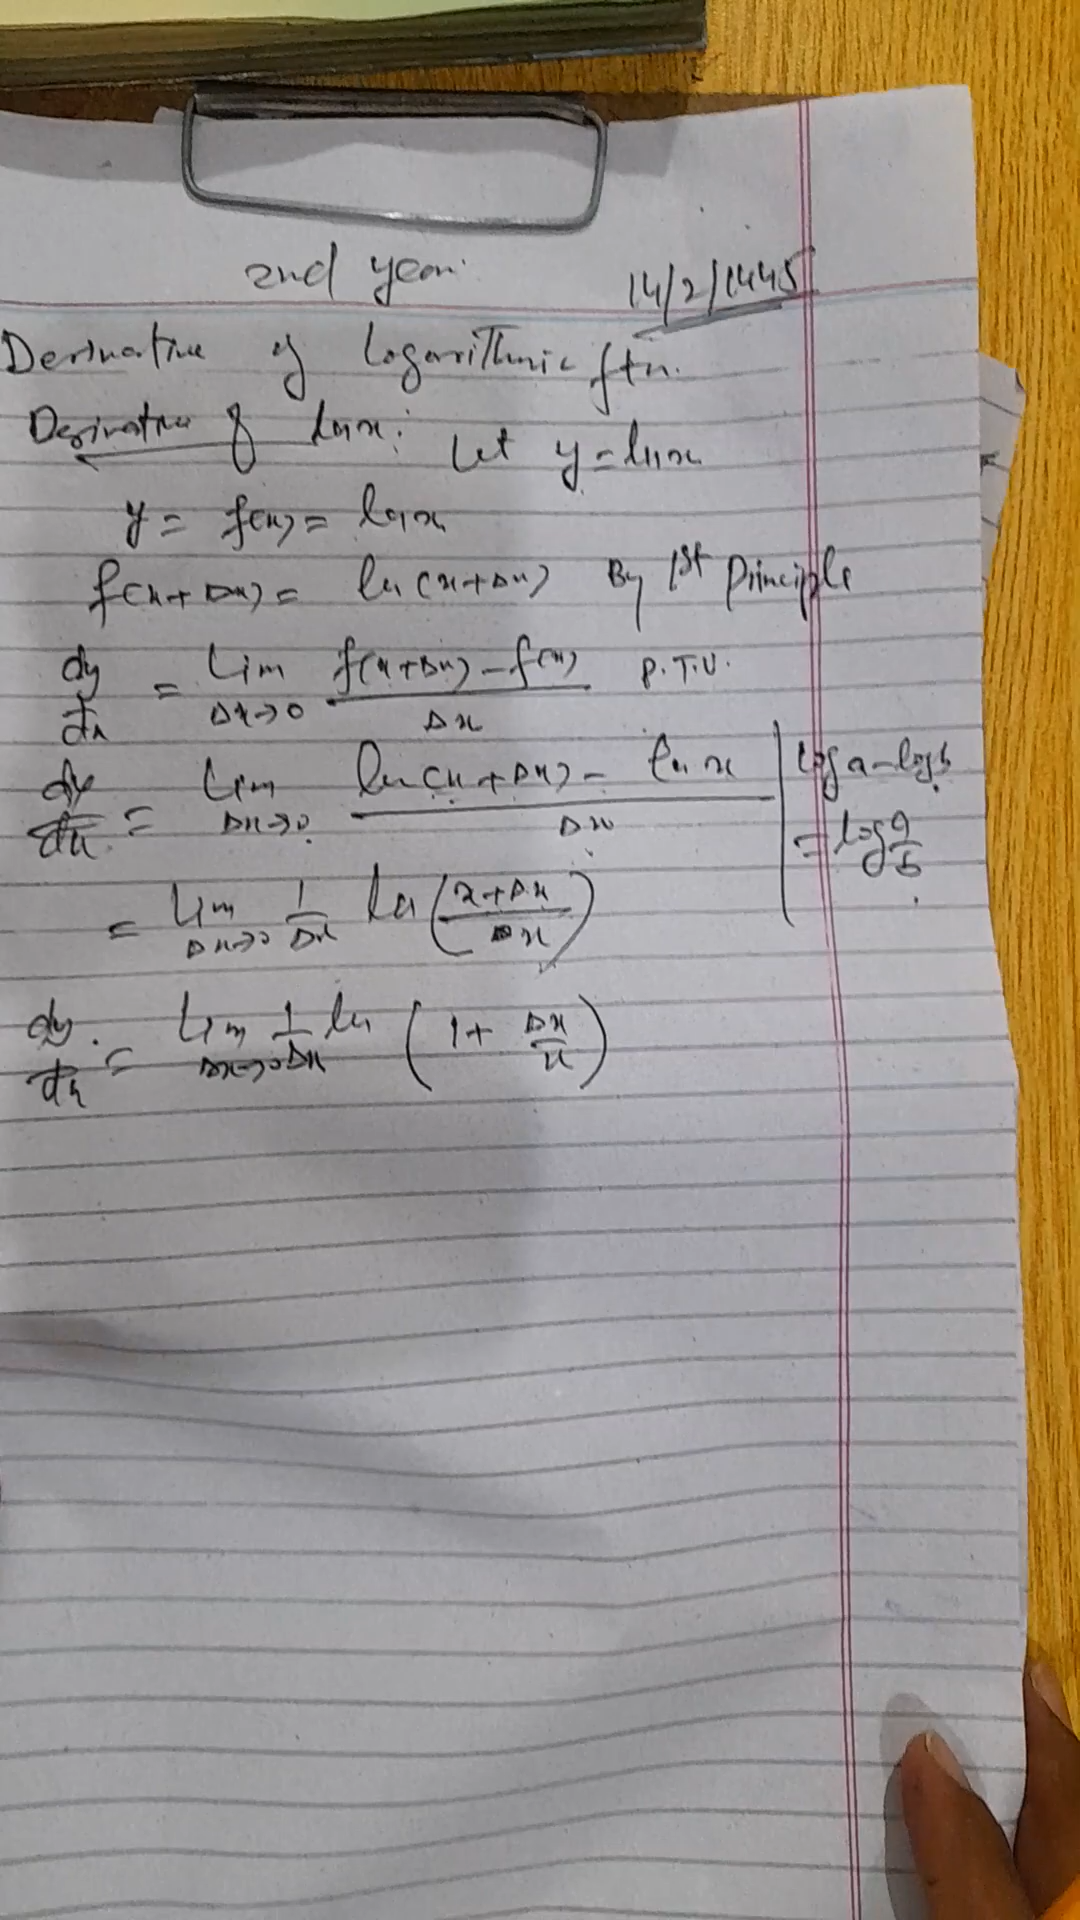 2nd year
14/2/1445
Derivative of Logarithmic ftn.
Derivative of lnx: Let y = lnx
y = f(x) = lnx
f(x+Δx) = ln(x+Δx) By 1st Principle
dy/dx = Lim Δx→0 f(x+Δx) - f(x) / Δx P.T.V.
dy/dx = Lim Δx→0 ln(x+Δx) - lnx / Δx
log a - log b
= log a/b
= Lim Δx→0 1/Δx ln(x+Δx / x)
dy/dx = Lim Δx→0 1/Δx ln (1 + Δx/x)